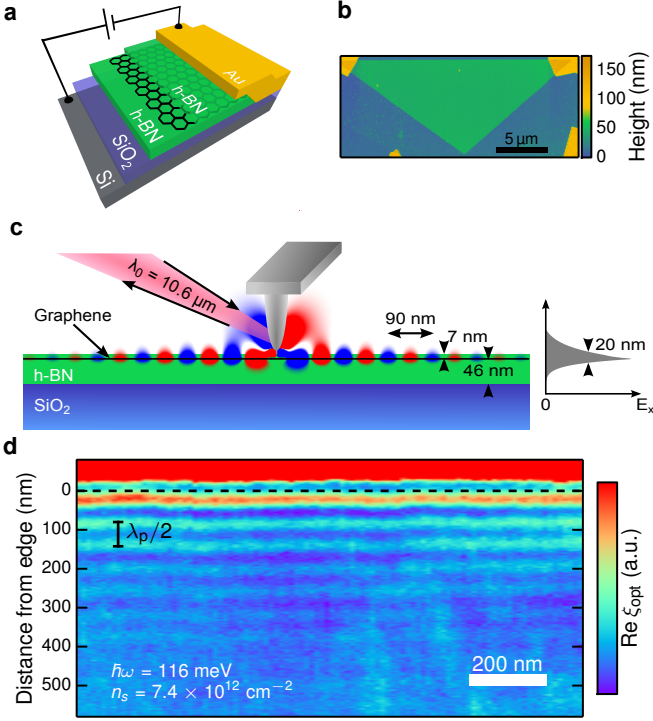 a
Au
h-BN
h-BN
SiO₂
Si
b
150
100
50
0
Height (nm)
5 µm
c
λ₀ = 10.6 µm
Graphene
90 nm
7 nm
46 nm
20 nm
h-BN
SiO₂
0
Eₓ
d
0
100
200
300
400
500
Distance from edge (nm)
λₚ/2
ħω = 116 meV
nₛ = 7.4 × 10¹² cm⁻²
200 nm
Re ξₒₚₜ (a.u.)